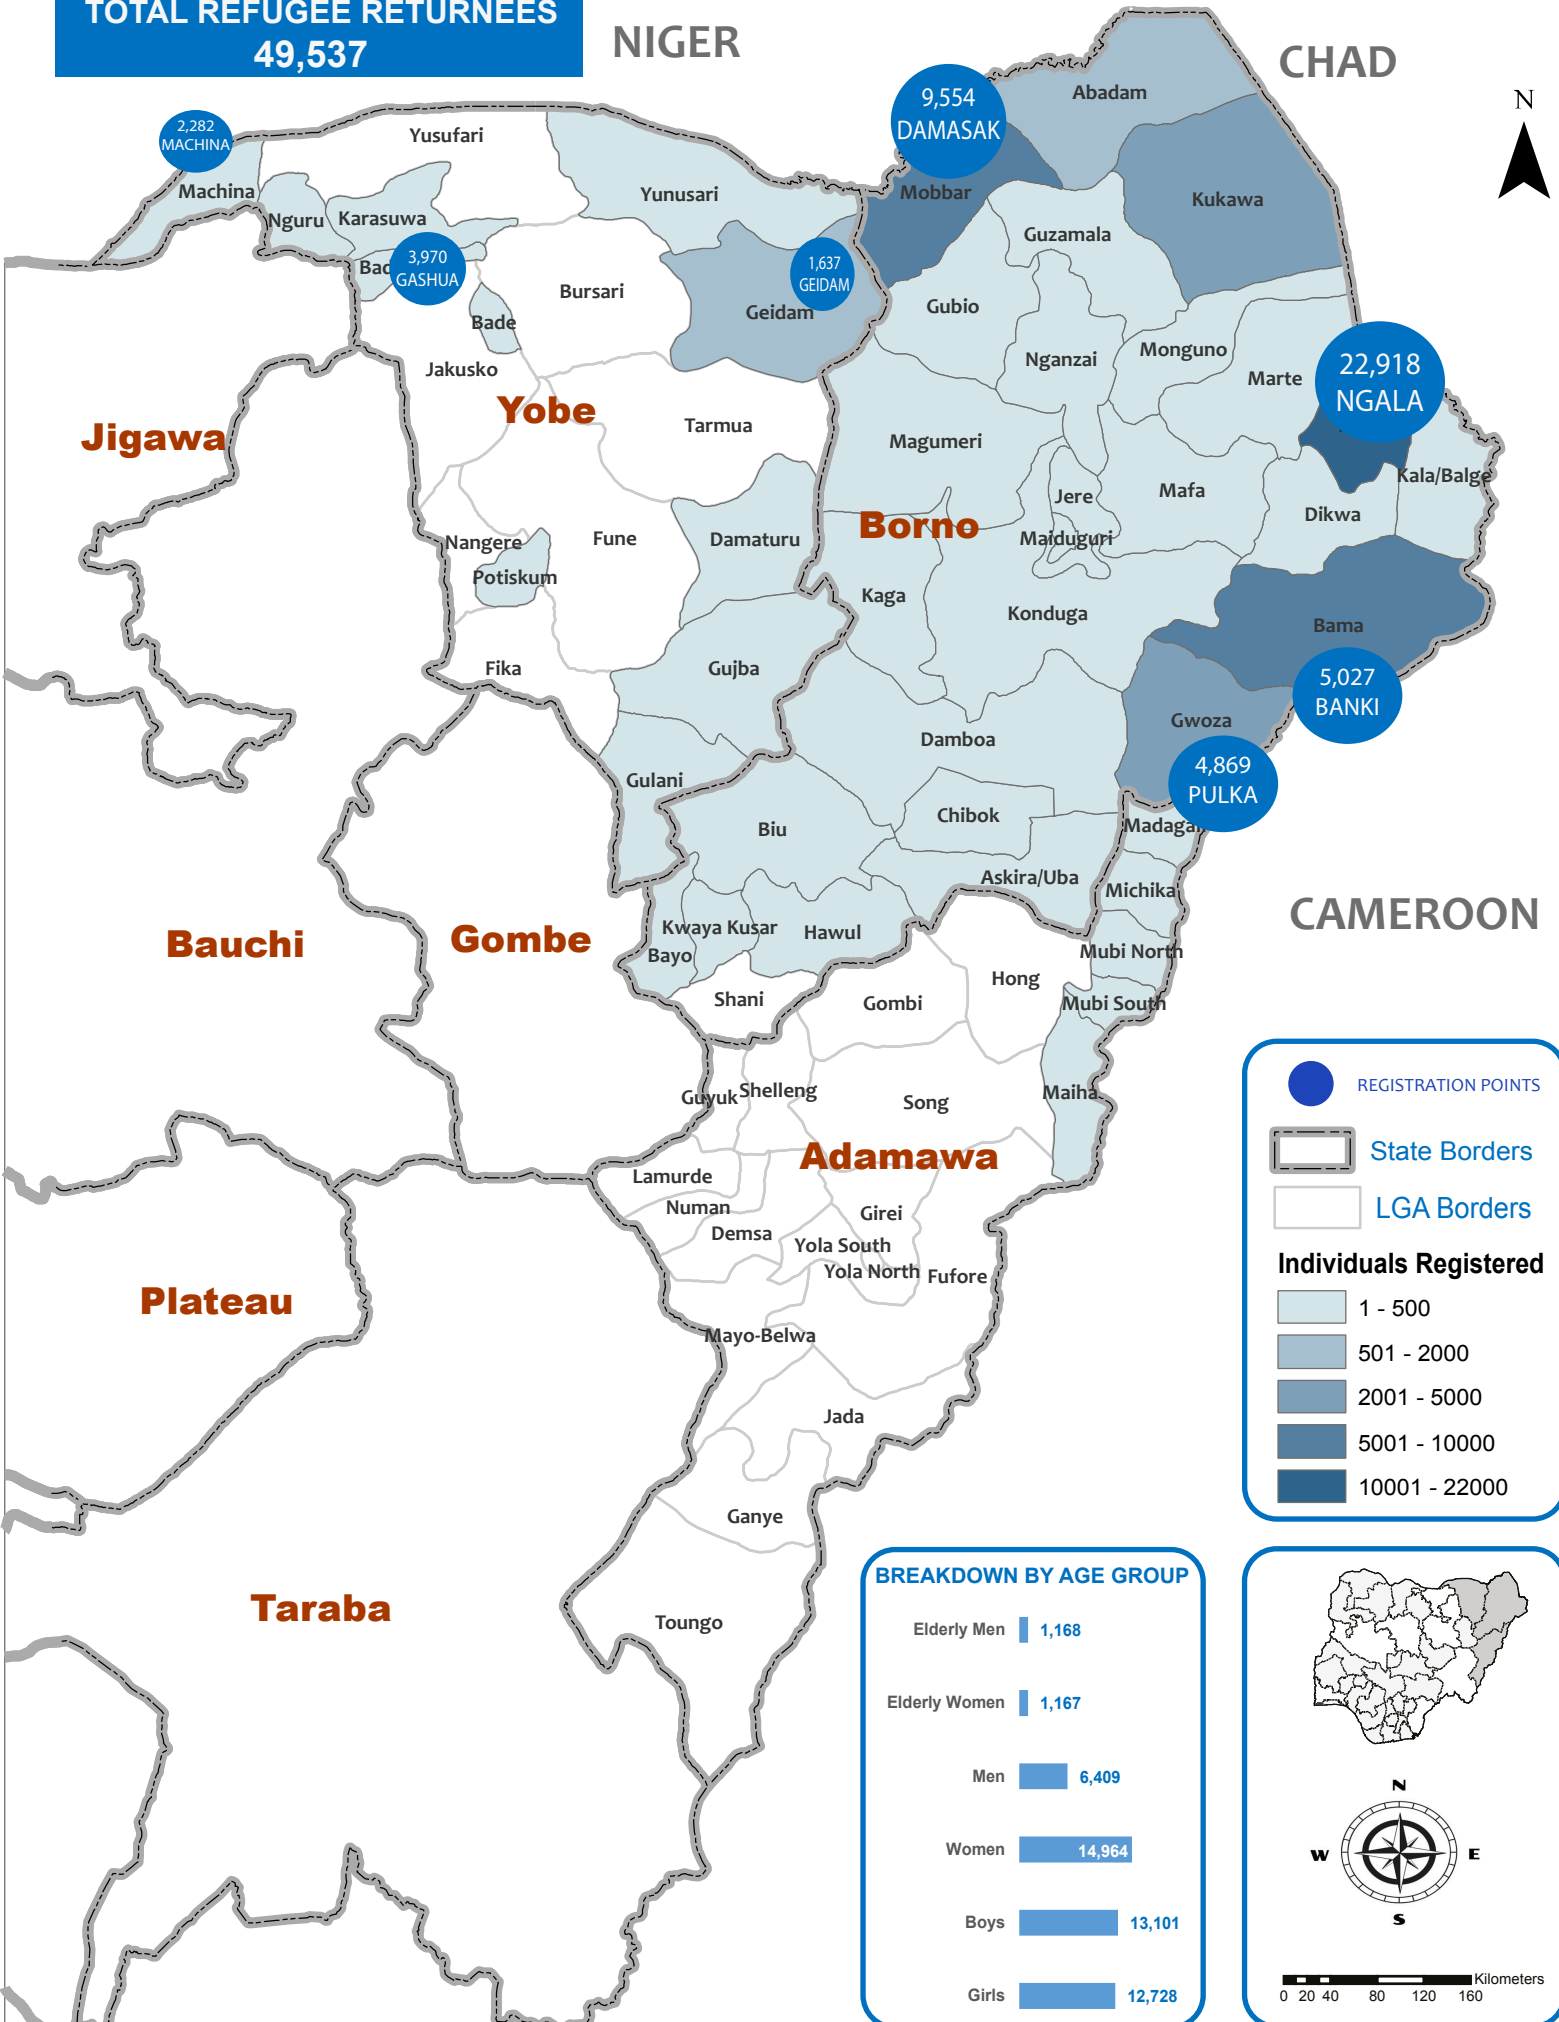 TOTAL REFUGEE RETURNEES
49,537
NIGER
CHAD
N
9,554
DAMASAK
Abadam
2,282
MACHINA
Yusufari
Machina
Yunusari
Mobbar
Kukawa
Nguru
Karasuwa
Guzamala
3,970
GASHUA
1,637
GEIDAM
Bursari
Geidam
Gubio
Bade
Nganzai
Monguno
Marte
22,918
NGALA
Jakusko
Yobe
Tarmua
Jigawa
Magumeri
Kala/Balge
Jere
Mafa
Dikwa
Borno
Nangere
Fune
Damaturu
Maiduguri
Potiskum
Kaga
Konduga
Bama
Fika
Gujba
5,027
BANKI
Gwoza
Damboa
4,869
PULKA
Gulani
Biu
Chibok
Askira/Uba
Michika
CAMEROON
Bauchi
Gombe
Kwaya Kusar
Hawul
Bayo
Mubi North
Shani
Gombi
Hong
Mubi South
Guyuk
Shelleng
Song
Maiha
Adamawa
Lamurde
Numan
Demsa
Girei
Yola South
Yola North
Fufore
Plateau
Mayo-Belwa
Jada
Ganye
Taraba
Toungo
REGISTRATION POINTS
State Borders
LGA Borders
Individuals Registered
1 - 500
501 - 2000
2001 - 5000
5001 - 10000
10001 - 22000
BREAKDOWN BY AGE GROUP
Elderly Men 1,168
Elderly Women 1,167
Men 6,409
Women 14,964
Boys 13,101
Girls 12,728
N
W E
S
Kilometers
0 20 40 80 120 160